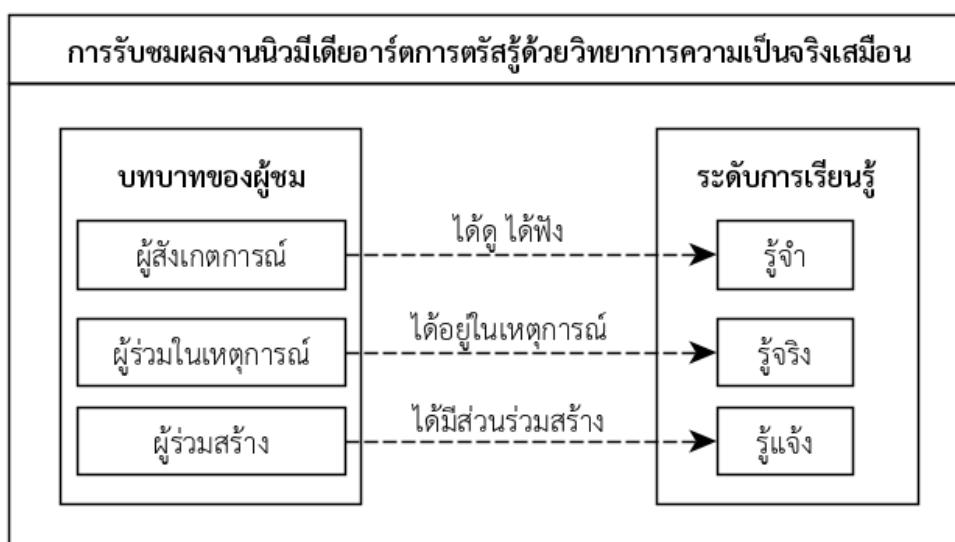 การรับชมผลงานนิวมีเดียอาร์ตการตรัสรู้ด้วยวิทยาการความเป็นจริงเสมือน
บทบาทของผู้ชม
ระดับการเรียนรู้
ผู้สังเกตการณ์
ได้ดู ได้ฟัง
รู้จำ
ผู้ร่วมในเหตุการณ์
ได้อยู่ในเหตุการณ์
รู้จริง
ผู้ร่วมสร้าง
ได้มีส่วนร่วมสร้าง
รู้แจ้ง